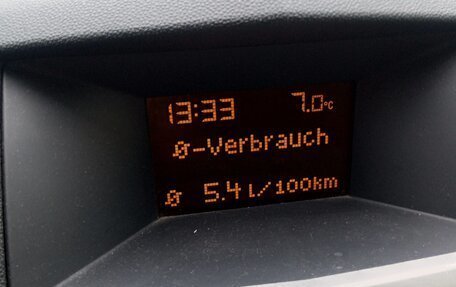 13:33 7.0°C
Ø-Verbrauch
Ø 5.4 l/100km